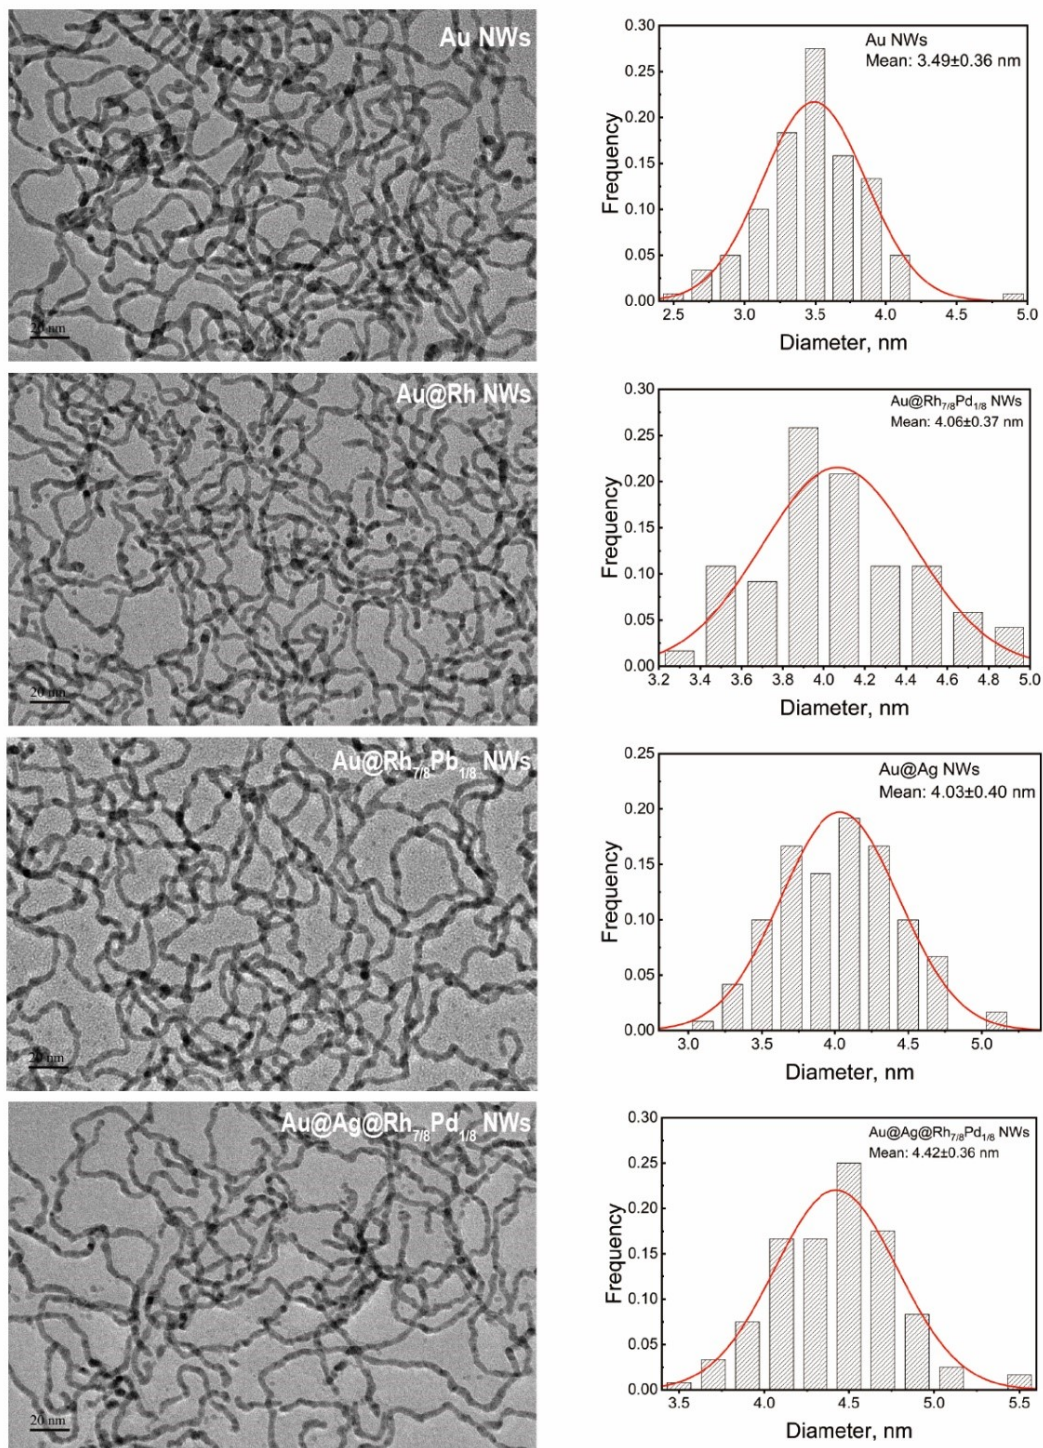 Au NWs
20 nm
0.30
0.25
0.20
0.15
0.10
0.05
0.00
Frequency
Au NWs
Mean: 3.49±0.36 nm
2.5 3.0 3.5 4.0 4.5 5.0
Diameter, nm
Au@Rh NWs
20 nm
0.30
0.25
0.20
0.15
0.10
0.05
0.00
Frequency
Au@Rh7/8Pd1/8 NWs
Mean: 4.06±0.37 nm
3.2 3.4 3.6 3.8 4.0 4.2 4.4 4.6 4.8 5.0
Diameter, nm
Au@Rh7/8Pb1/8 NWs
20 nm
0.25
0.20
0.15
0.10
0.05
0.00
Frequency
Au@Ag NWs
Mean: 4.03±0.40 nm
3.0 3.5 4.0 4.5 5.0
Diameter, nm
Au@Ag@Rh7/8Pd1/8 NWs
20 nm
0.30
0.25
0.20
0.15
0.10
0.05
0.00
Frequency
Au@Ag@Rh7/8Pd1/8 NWs
Mean: 4.42±0.36 nm
3.5 4.0 4.5 5.0 5.5
Diameter, nm